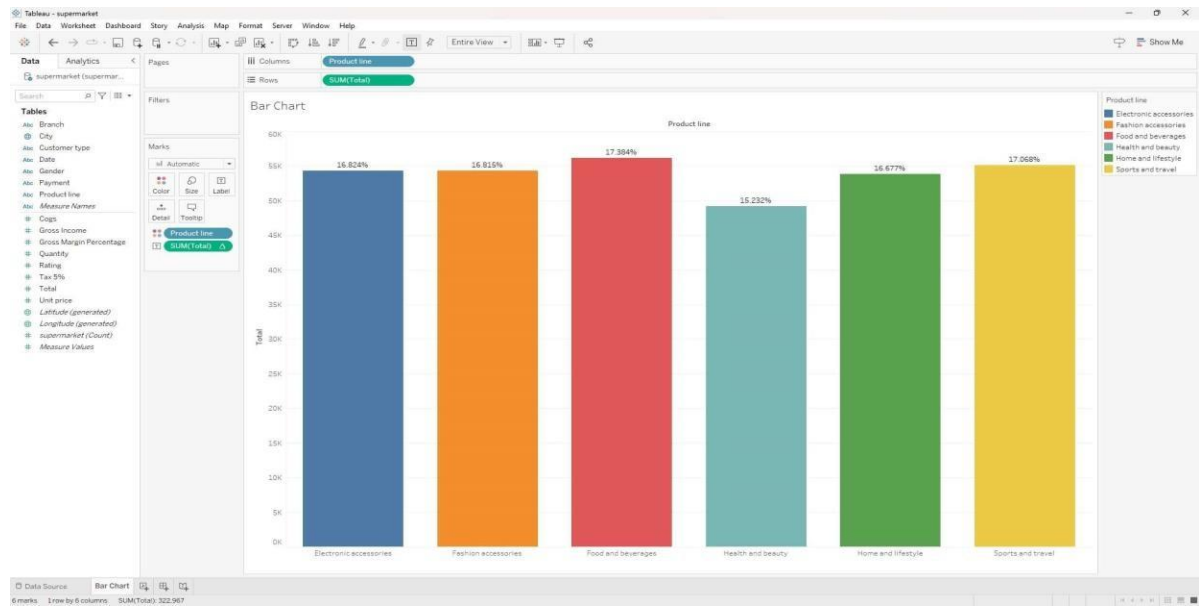 Tableau - supermarket
File Data Worksheet Dashboard Story Analysis Map Format Server Window Help
Entire View
Show Me
Data Analytics
supermarket (supermar...
Search
Tables
Abc Branch
City
Abc Customer type
Abc Date
Abc Gender
Abc Payment
Abc Product line
Abc Measure Names
# Cogs
# Gross Income
# Gross Margin Percentage
# Quantity
# Rating
# Tax 5%
# Total
# Unit price
Latitude (generated)
Longitude (generated)
# supermarket (Count)
# Measure Values
Pages
Filters
Marks
Automatic
Color Size Label
Detail Tooltip
Product line
SUM(Total)
Columns Product line
Rows SUM(Total)
Bar Chart
Product line
60K
55K
50K
45K
40K
35K
30K
25K
20K
15K
10K
5K
0K
Total
16.824% 16.815% 17.384% 15.232% 16.677% 17.068%
Electronic accessories Fashion accessories Food and beverages Health and beauty Home and lifestyle Sports and travel
Product line
Electronic accessories
Fashion accessories
Food and beverages
Health and beauty
Home and lifestyle
Sports and travel
Data Source Bar Chart
6 marks 1 row by 6 columns SUM(Total): 322,967